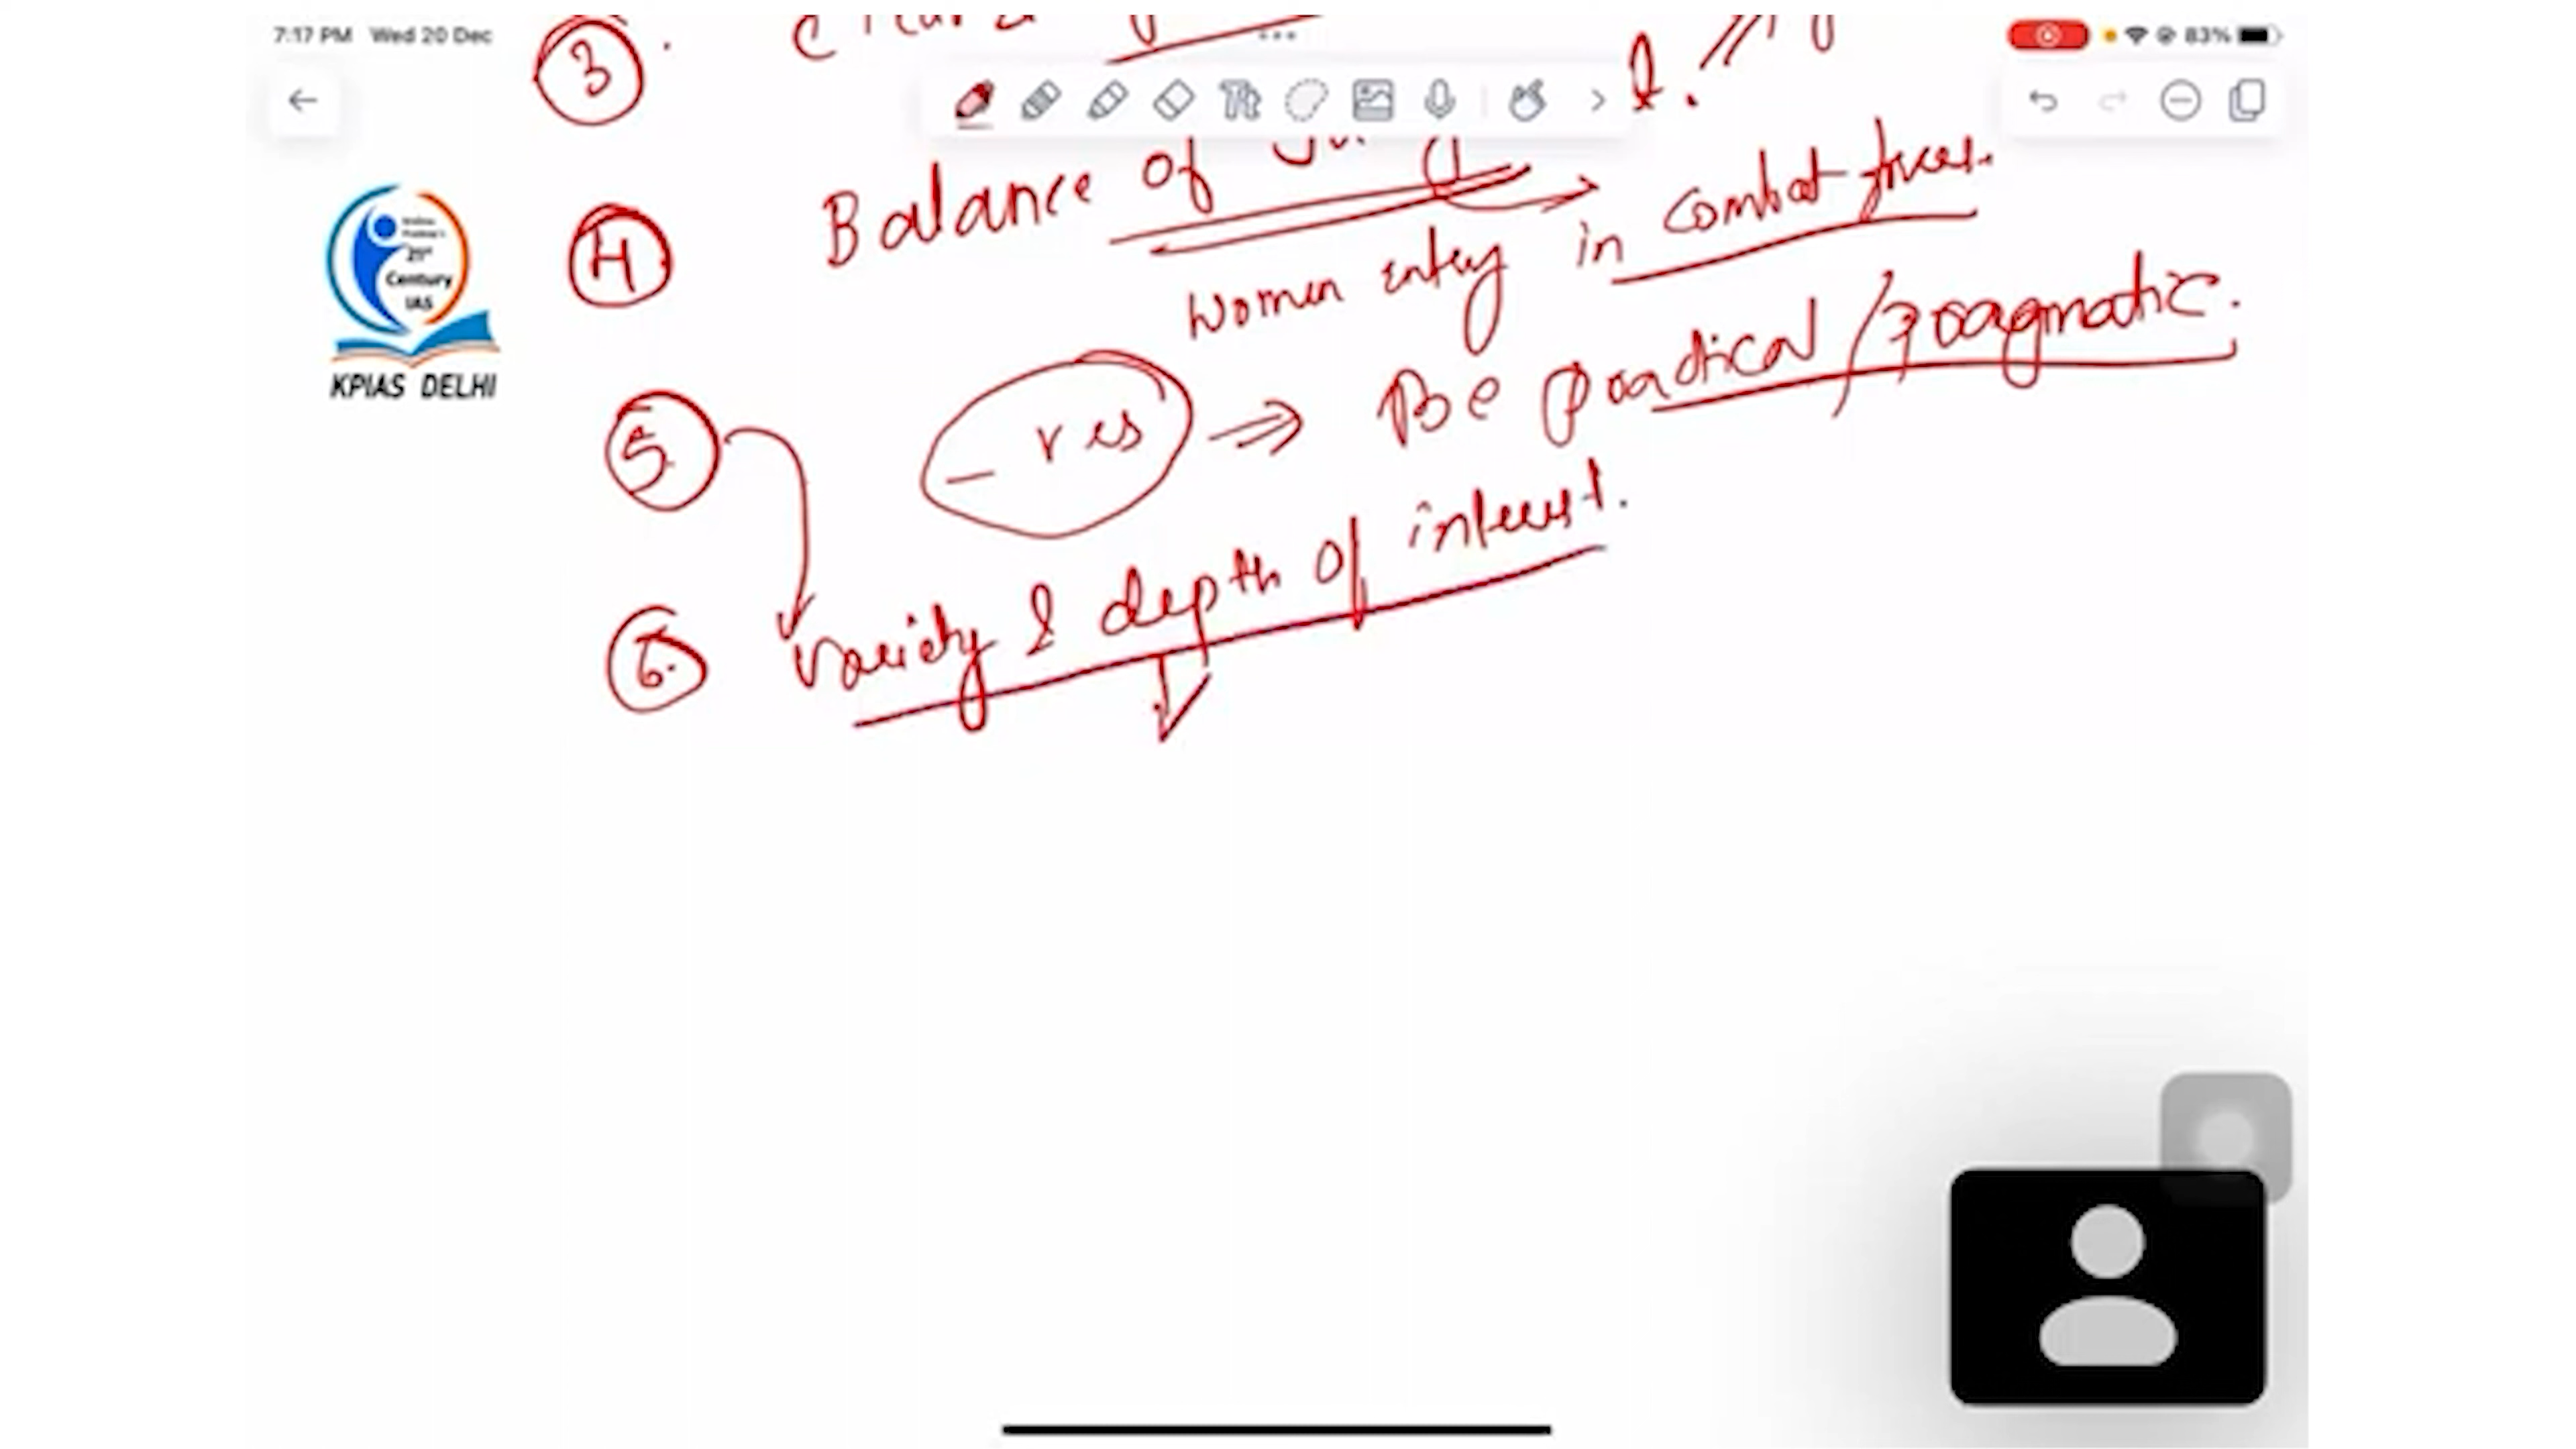 7:17 PM Wed 20 Dec
83%
3
4 Balance of
Women entry in combat forces.
21st
Century
IAS
KPIAS DELHI
5. - ves ⇒ Be practical / pragmatic.
6. Variety & depth of interest.